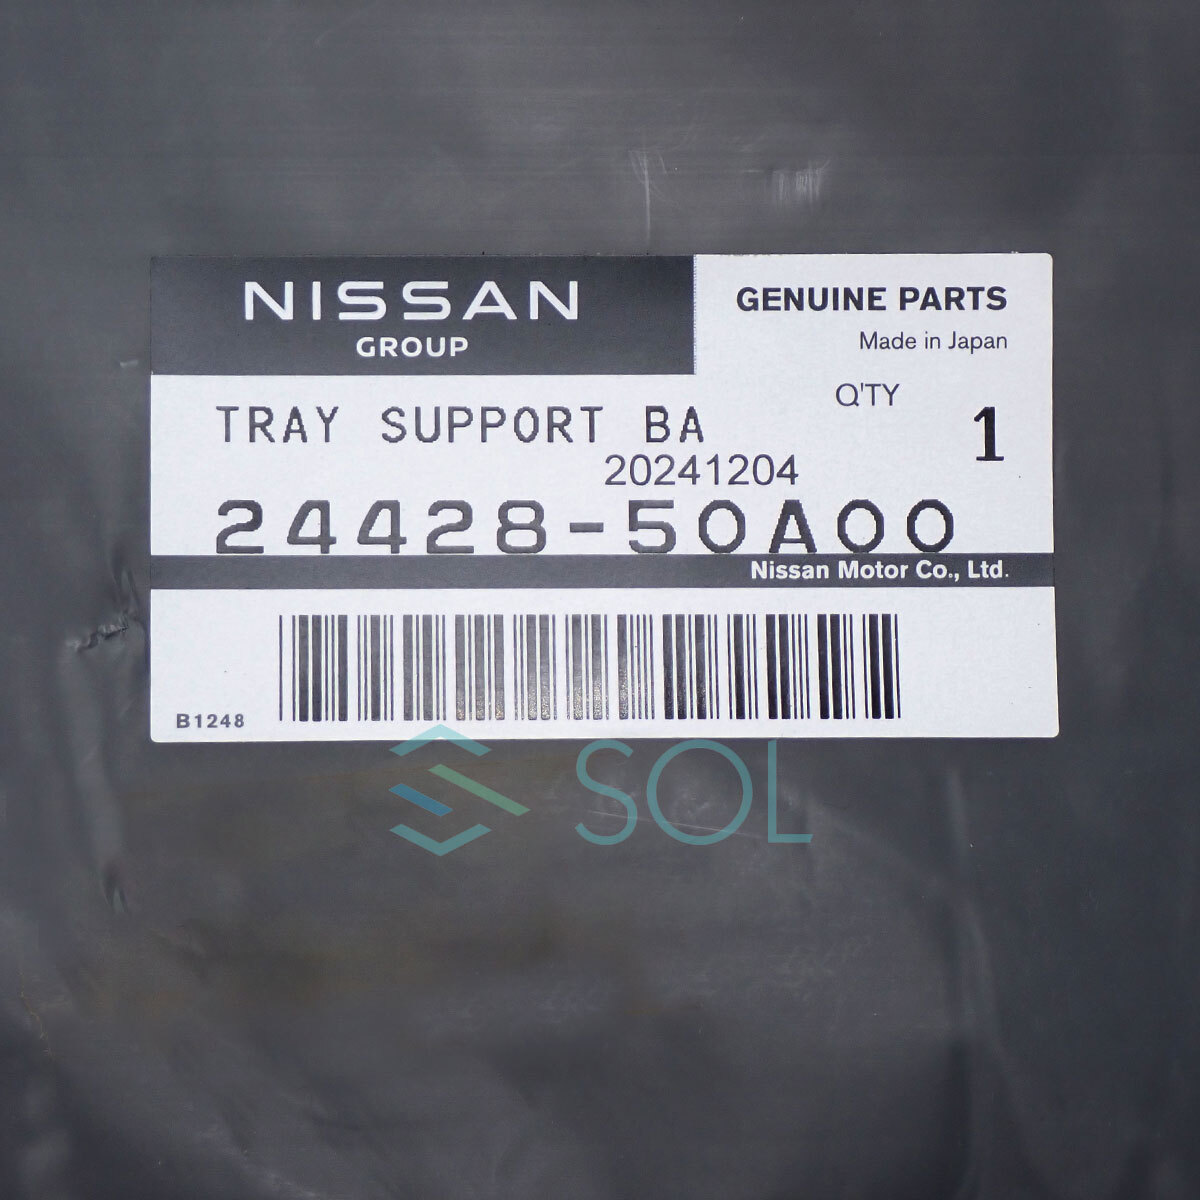 NISSAN
GROUP
GENUINE PARTS
Made in Japan
Q'TY
1
TRAY SUPPORT BA
20241204
24428-50A00
Nissan Motor Co., Ltd.
B1248
SOL